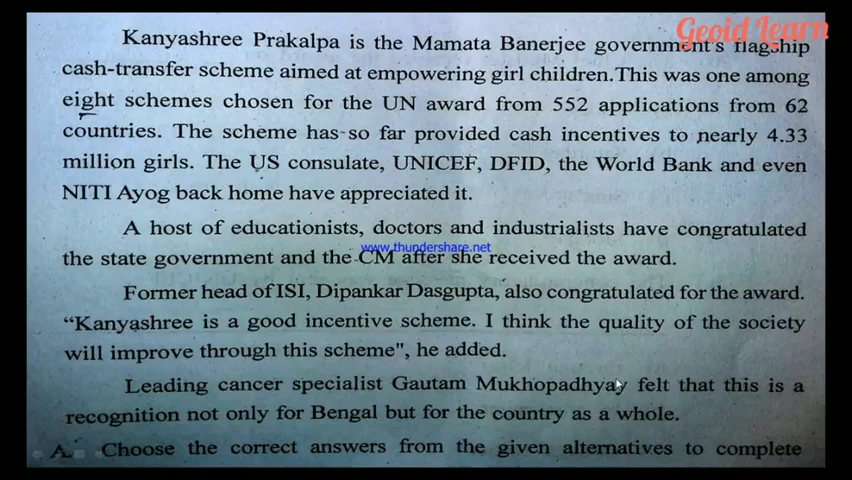 Geoid Learn
Kanyashree Prakalpa is the Mamata Banerjee government's flagship
cash-transfer scheme aimed at empowering girl children.This was one among
eight schemes chosen for the UN award from 552 applications from 62
countries. The scheme has so far provided cash incentives to nearly 4.33
million girls. The US consulate, UNICEF, DFID, the World Bank and even
NITI Ayog back home have appreciated it.
A host of educationists, doctors and industrialists have congratulated
www.thundershare.net
the state government and the CM after she received the award.
Former head of ISI, Dipankar Dasgupta, also congratulated for the award.
“Kanyashree is a good incentive scheme. I think the quality of the society
will improve through this scheme", he added.
Leading cancer specialist Gautam Mukhopadhyay felt that this is a
recognition not only for Bengal but for the country as a whole.
A. Choose the correct answers from the given alternatives to complete